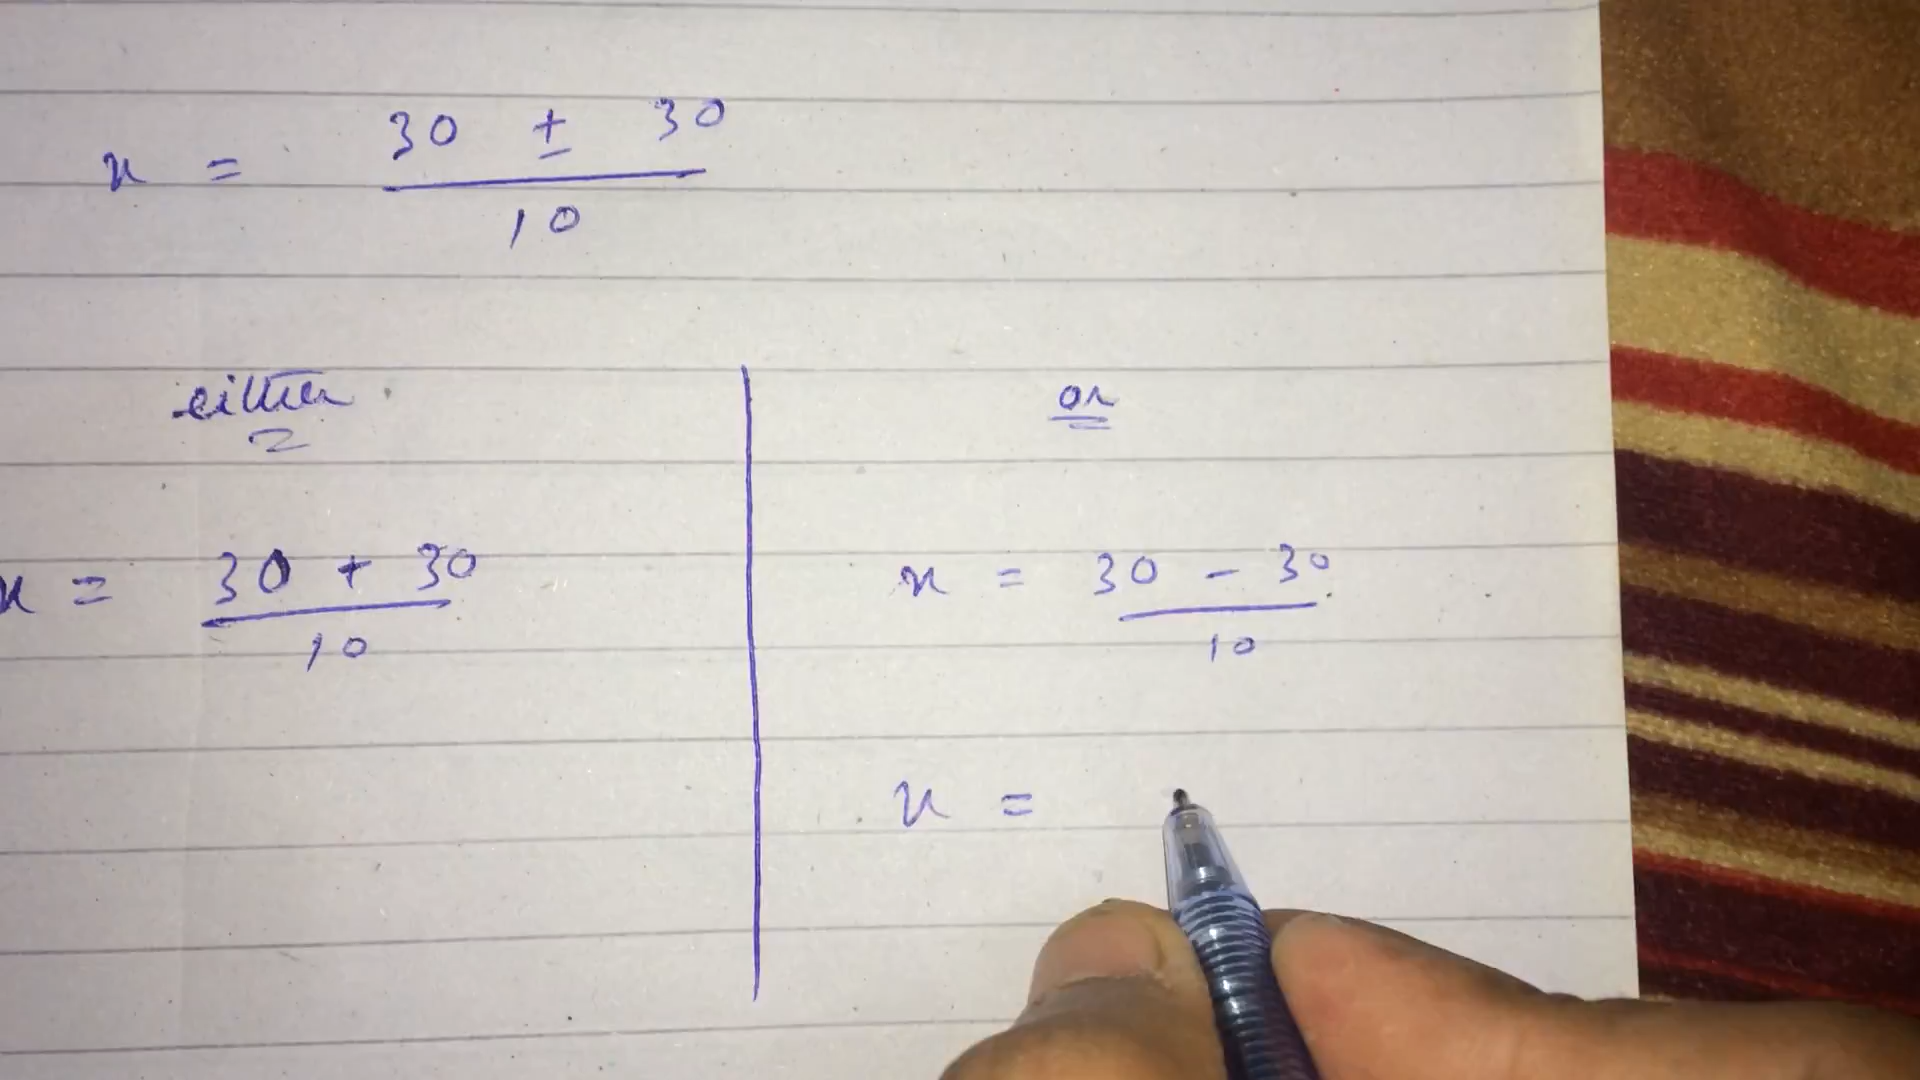 x = 30 ± 30
10
either
x = 30 + 30
10
or
x = 30 - 30
10
x =